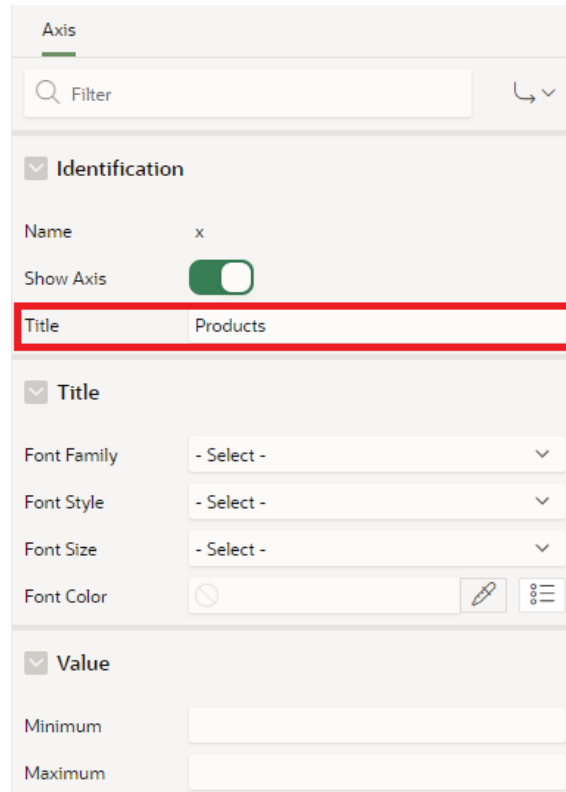 Axis
Filter
Identification
Name x
Show Axis
Title Products
Title
Font Family - Select -
Font Style - Select -
Font Size - Select -
Font Color
Value
Minimum
Maximum